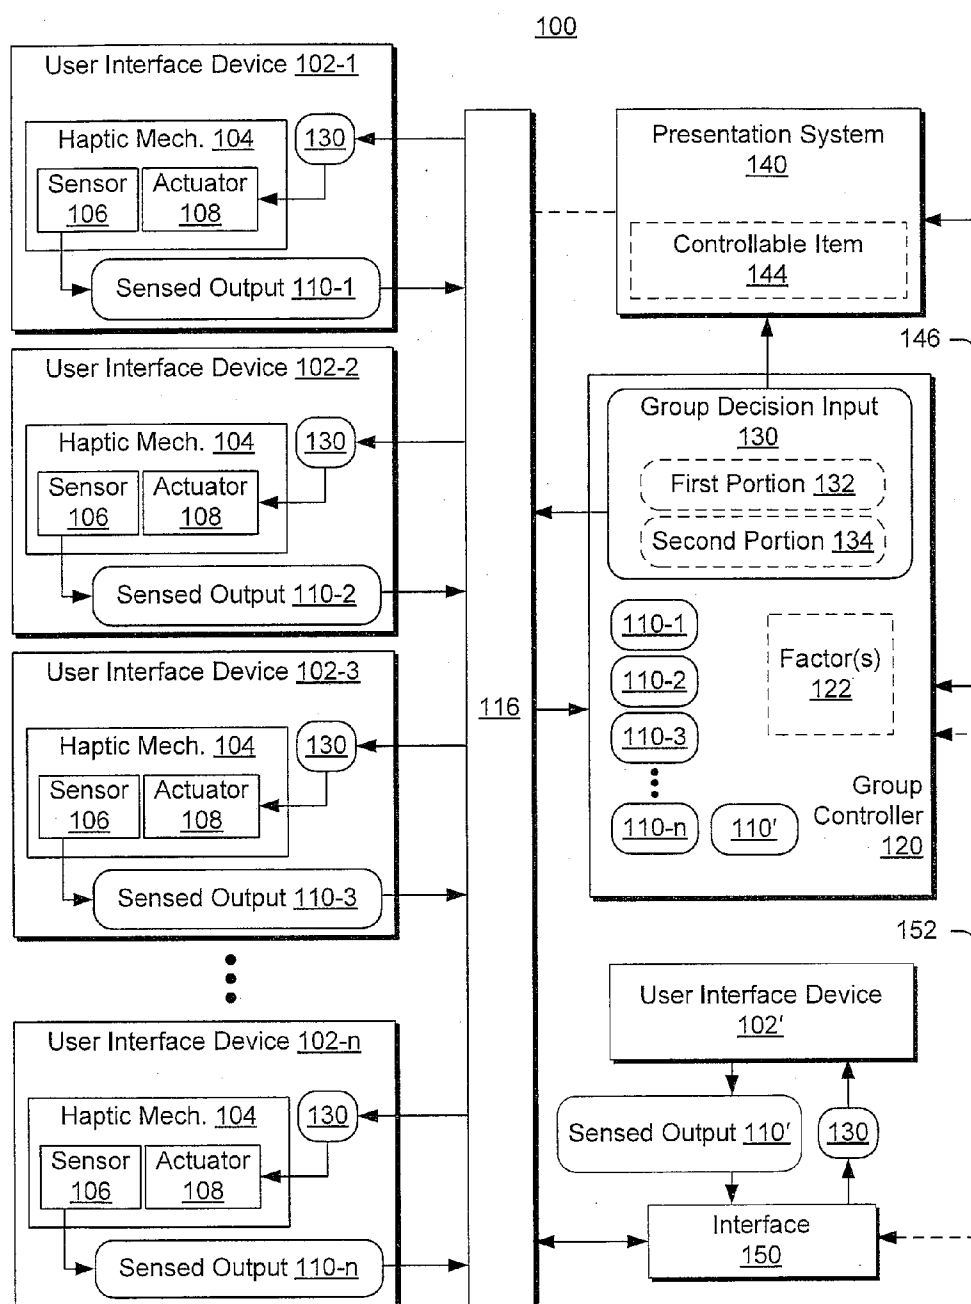 100
User Interface Device 102-1
Haptic Mech. 104
130
Sensor
106
Actuator
108
Sensed Output 110-1
User Interface Device 102-2
Haptic Mech. 104
130
Sensor
106
Actuator
108
Sensed Output 110-2
User Interface Device 102-3
Haptic Mech. 104
130
Sensor
106
Actuator
108
Sensed Output 110-3
User Interface Device 102-n
Haptic Mech. 104
130
Sensor
106
Actuator
108
Sensed Output 110-n
116
Presentation System
140
Controllable Item
144
146
Group Decision Input
130
First Portion 132
Second Portion 134
110-1
110-2
110-3
110-n
110'
Factor(s)
122
Group
Controller
120
152
User Interface Device
102'
Sensed Output 110'
130
Interface
150